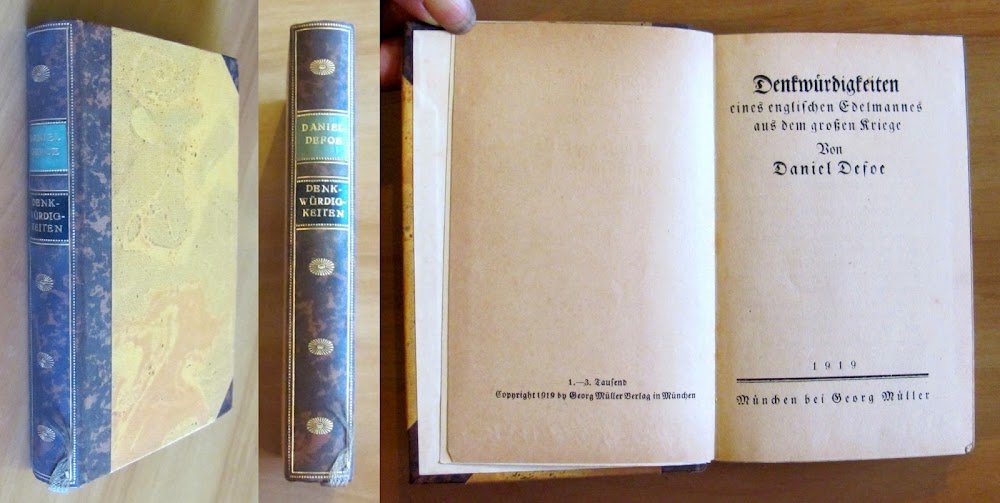 DANIEL
DEFOE
DENK-
WÜRDIG-
KEITEN
DANIEL
DEFOE
DENK-
WÜRDIG-
KEITEN
1.—3. Tausend
Copyright 1919 by Georg Müller Verlag in München
Denkwürdigkeiten
eines englischen Edelmannes
aus dem großen Kriege
Von
Daniel Defoe
1919
München bei Georg Müller